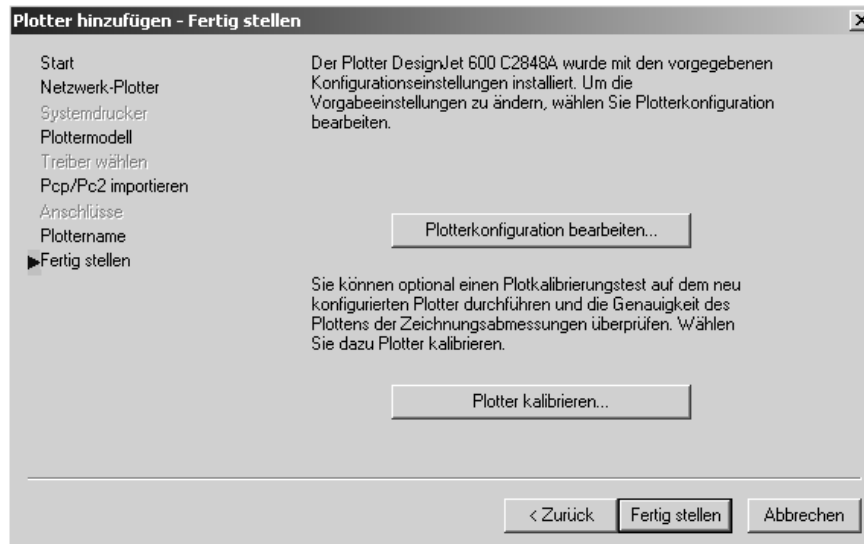 Plotter hinzufügen - Fertig stellen
Start
Netzwerk-Plotter
Systemdrucker
Plottermodell
Treiber wählen
Pcp/Pc2 importieren
Anschlüsse
Plottername
Fertig stellen
Der Plotter DesignJet 600 C2848A wurde mit den vorgegebenen
Konfigurationseinstellungen installiert. Um die
Vorgabeeinstellungen zu ändern, wählen Sie Plotterkonfiguration
bearbeiten.
Plotterkonfiguration bearbeiten...
Sie können optional einen Plotkalibrierungstest auf dem neu
konfigurierten Plotter durchführen und die Genauigkeit des
Plottens der Zeichnungsabmessungen überprüfen. Wählen
Sie dazu Plotter kalibrieren.
Plotter kalibrieren...
< Zurück
Fertig stellen
Abbrechen